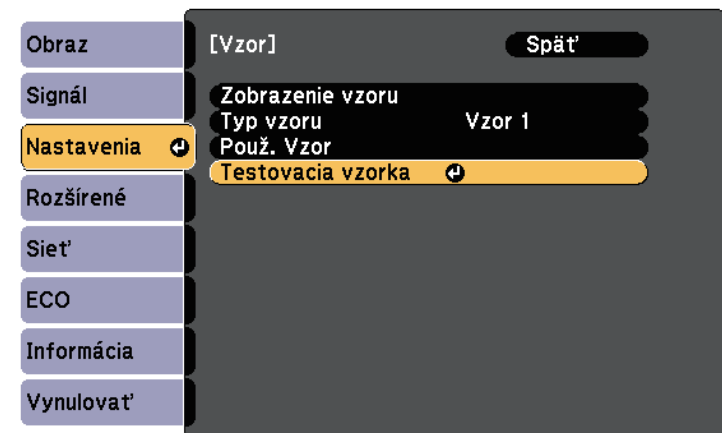 Obraz
Signál
Nastavenia
Rozšírené
Sieť
ECO
Informácia
Vynulovať
[Vzor] Späť
Zobrazenie vzoru
Typ vzoru Vzor 1
Použ. Vzor
Testovacia vzorka